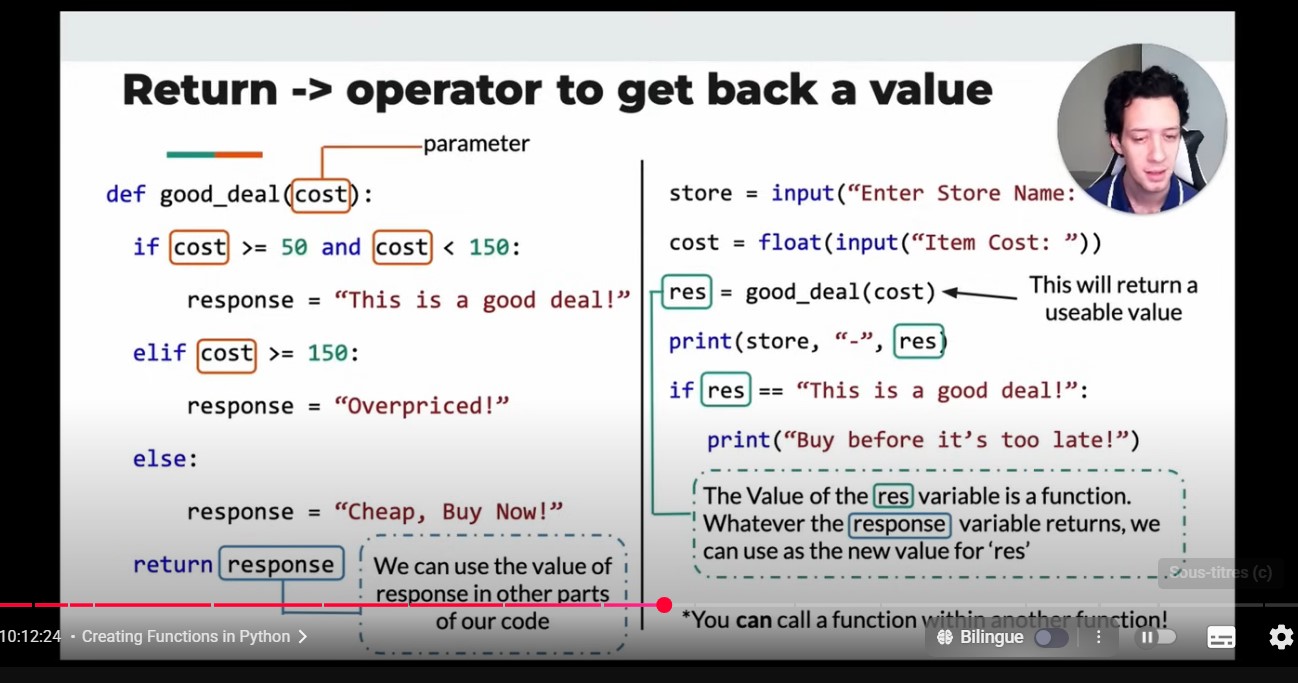 Return -> operator to get back a value
parameter
def good_deal(cost):
if cost >= 50 and cost < 150:
response = “This is a good deal!”
elif cost >= 150:
response = “Overpriced!”
else:
response = “Cheap, Buy Now!”
return response
We can use the value of
response in other parts
of our code
store = input(“Enter Store Name:
cost = float(input(“Item Cost: ”))
res = good_deal(cost)
This will return a
useable value
print(store, “-”, res)
if res == “This is a good deal!”:
print(“Buy before it’s too late!”)
The Value of the res variable is a function.
Whatever the response variable returns, we
can use as the new value for ‘res’
Sous-titres (c)
*You can call a function within another function!
10:12:24 • Creating Functions in Python >
Bilingue